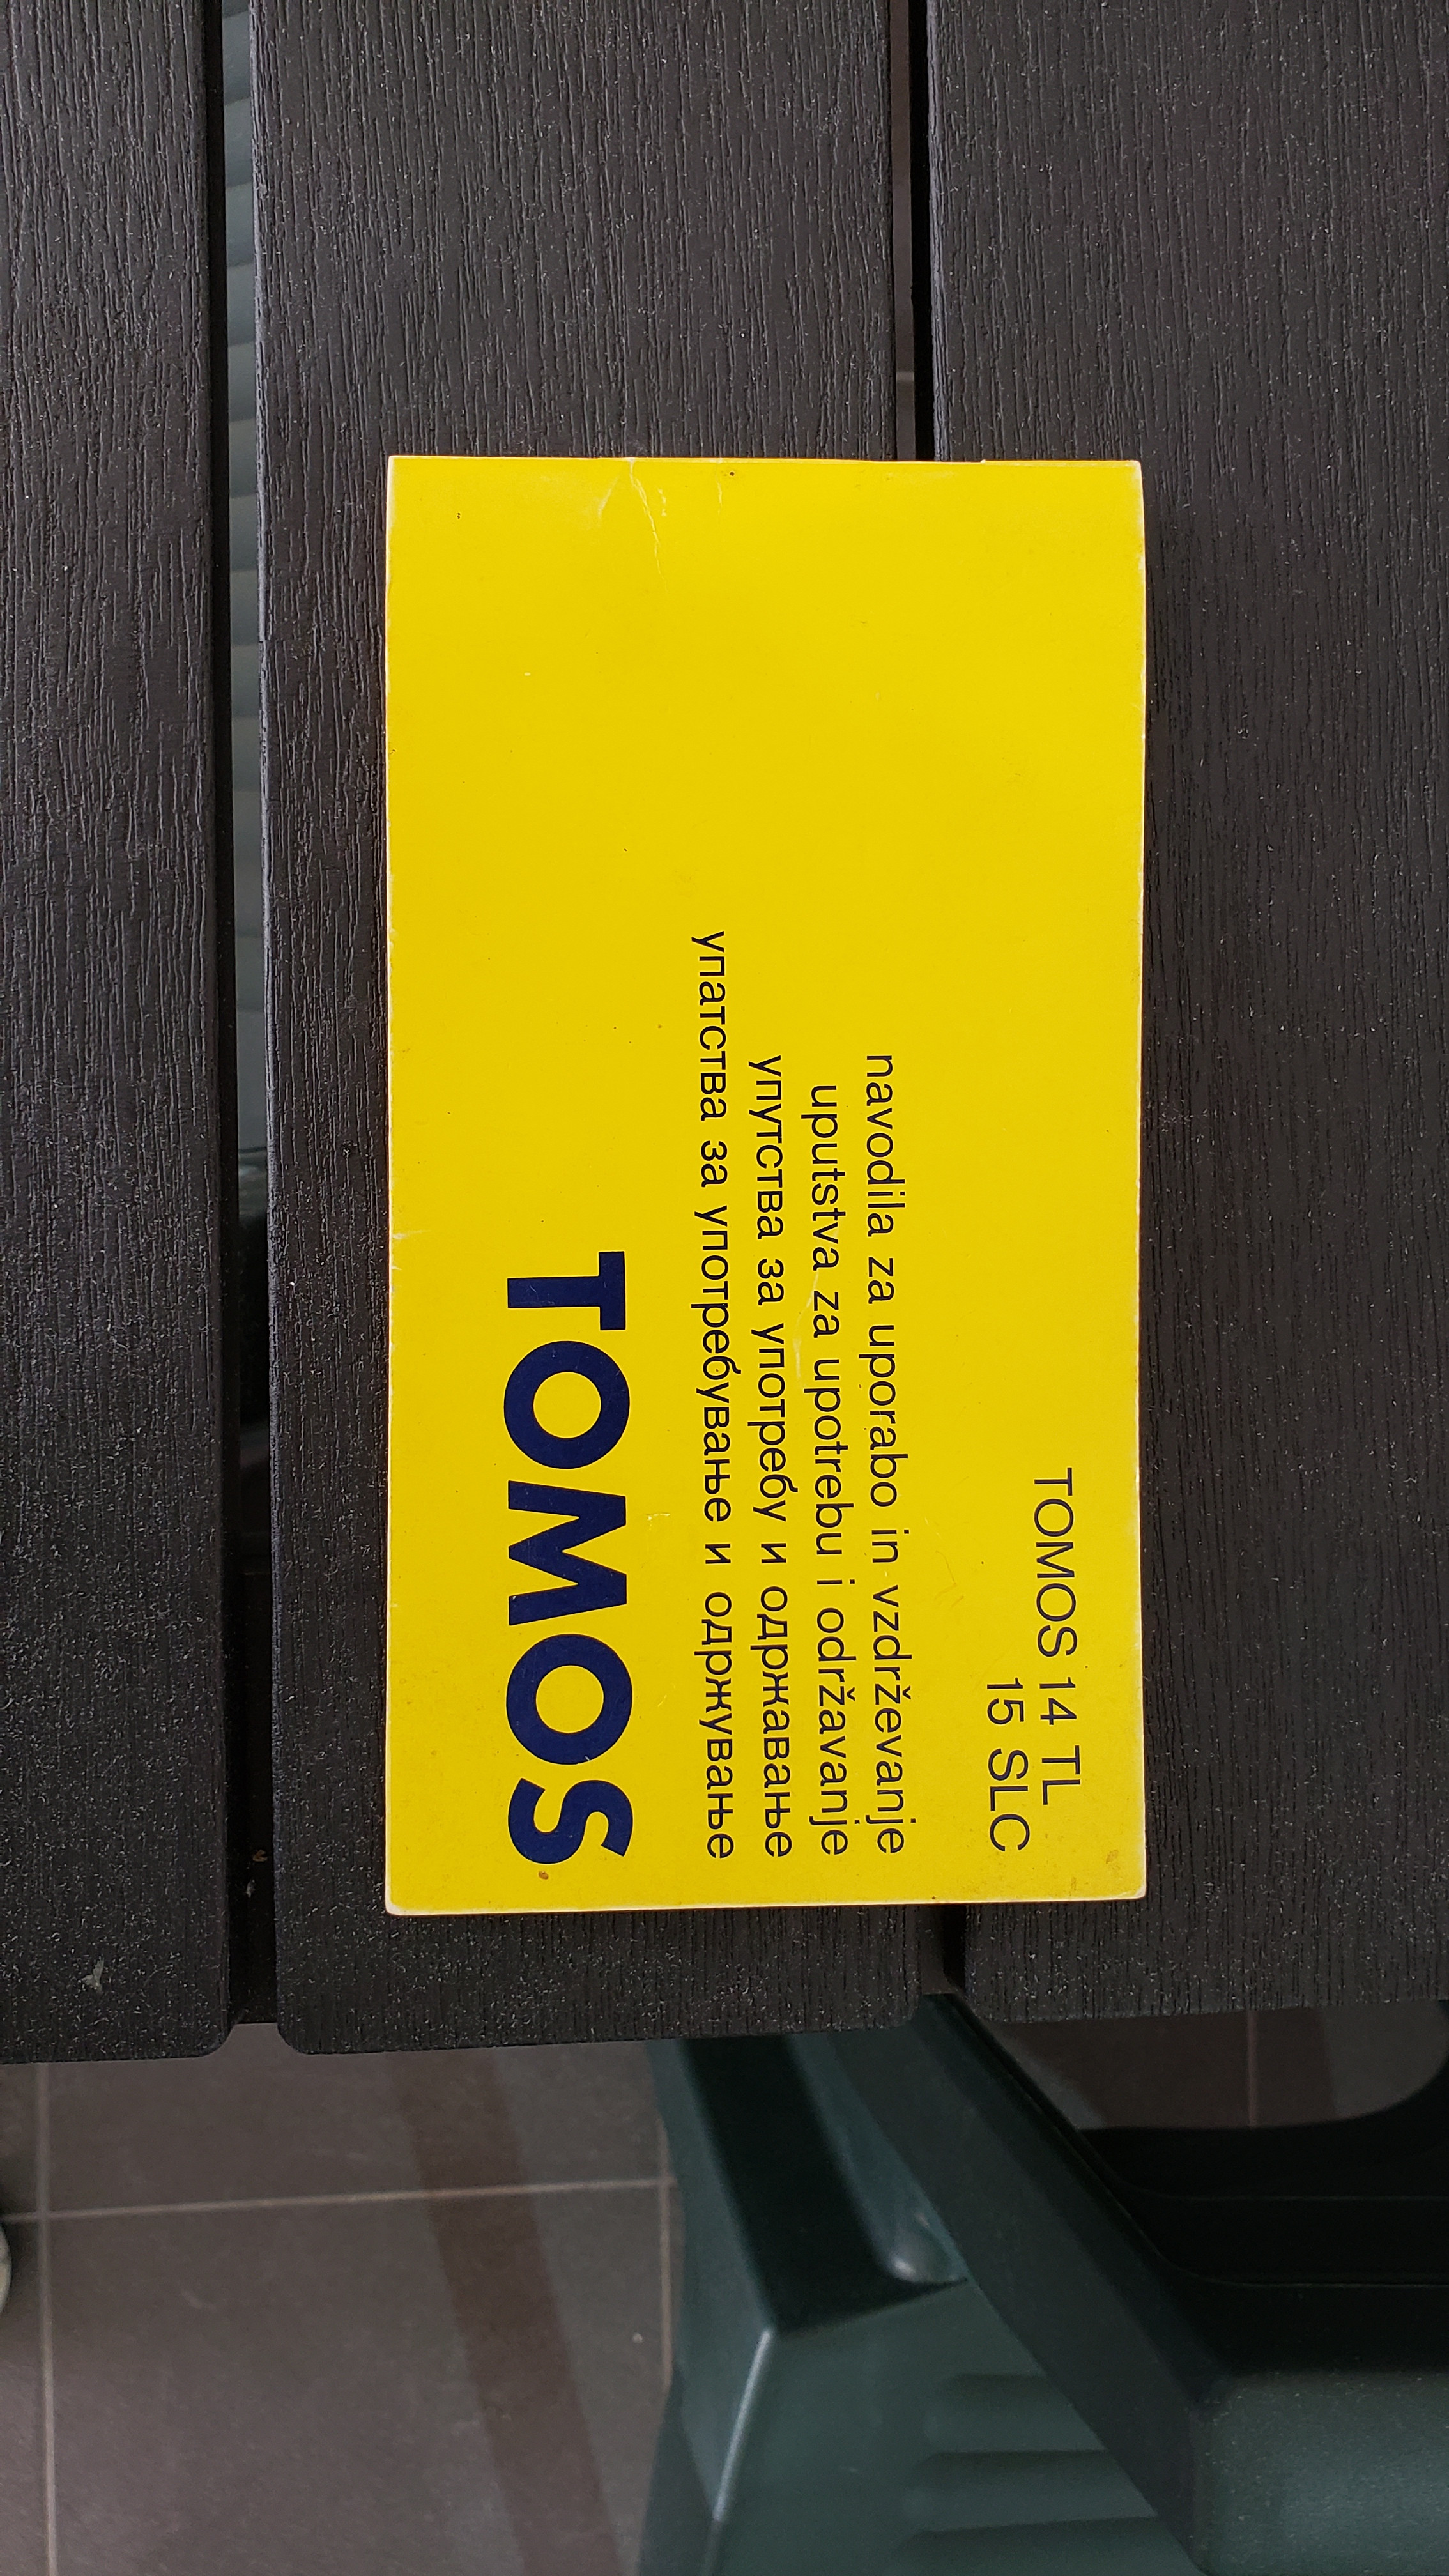 TOMOS 14 TL
15 SLC
navodila za uporabo in vzdrževanje
uputstva za upotrebu i održavanje
упутства за употребу и одржавање
упатства за употребување и одржување
TOMOS